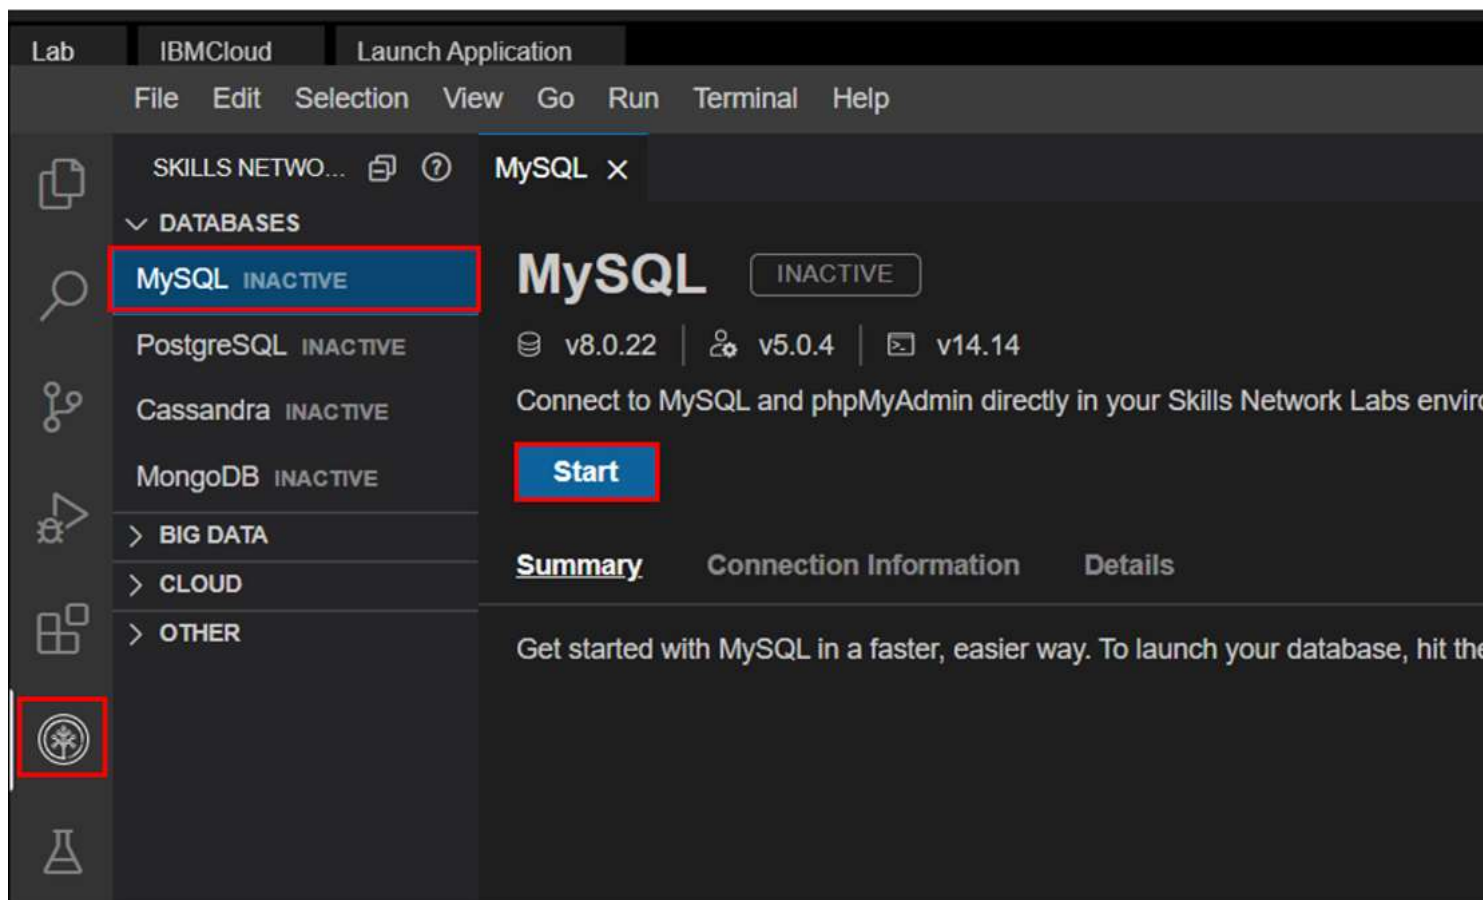 Lab IBMCloud Launch Application
File Edit Selection View Go Run Terminal Help
SKILLS NETWO...
DATABASES
MySQL INACTIVE
PostgreSQL INACTIVE
Cassandra INACTIVE
MongoDB INACTIVE
BIG DATA
CLOUD
OTHER
MySQL
MySQL INACTIVE
v8.0.22 v5.0.4 v14.14
Connect to MySQL and phpMyAdmin directly in your Skills Network Labs
Start
Summary Connection Information Details
Get started with MySQL in a faster, easier way. To launch your database, hit the